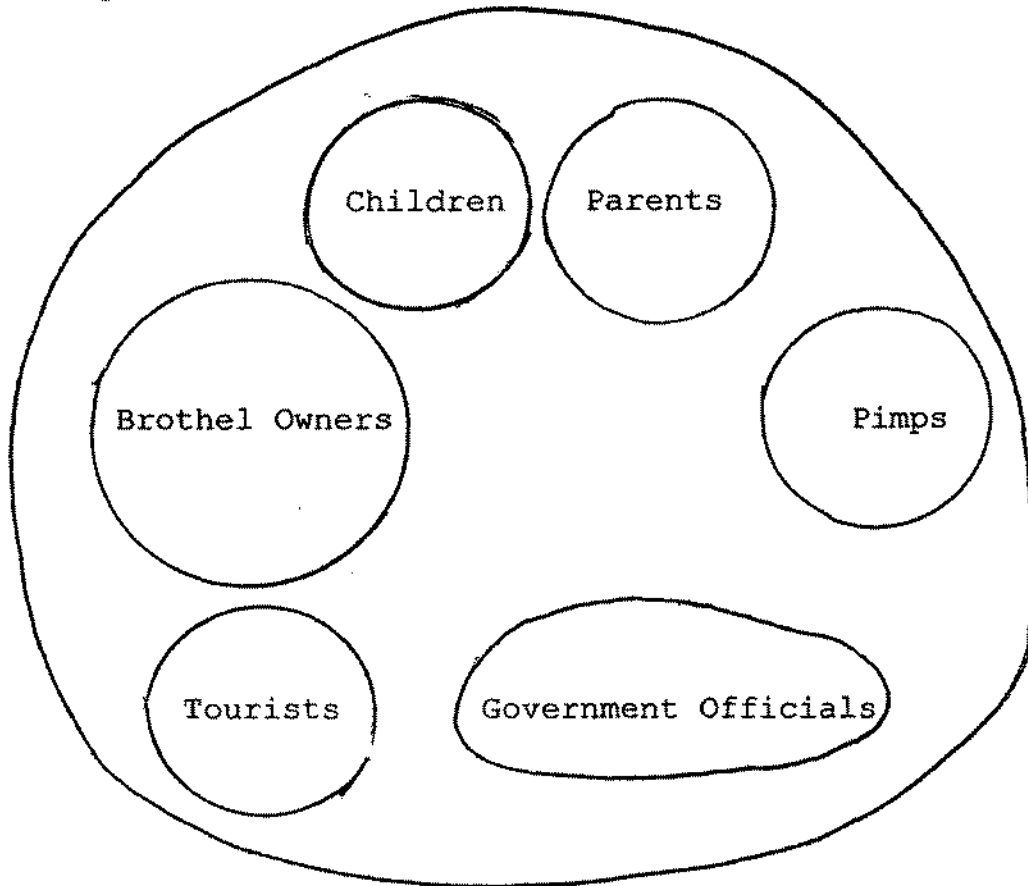 Children
Parents
Brothel Owners
Pimps
Tourists
Government Officials